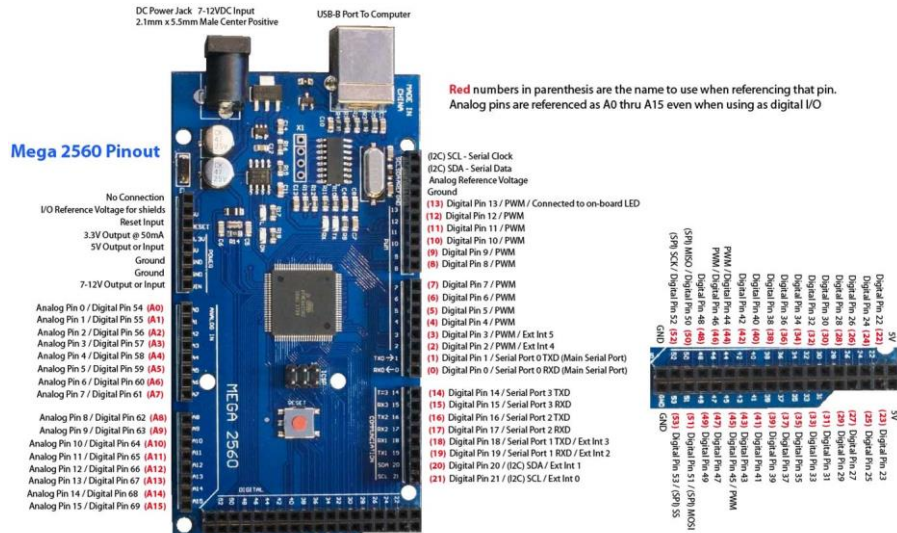 DC Power Jack 7-12VDC Input
2.1mm x 5.5mm Male Center Positive
USB-B Port To Computer
Red numbers in parenthesis are the name to use when referencing that pin.
Analog pins are referenced as A0 thru A15 even when using as digital I/O
Mega 2560 Pinout
No Connection
I/O Reference Voltage for shields
Reset Input
3.3V Output @ 50mA
5V Output or Input
Ground
Ground
7-12V Output or Input
Analog Pin 0 / Digital Pin 54 (A0)
Analog Pin 1 / Digital Pin 55 (A1)
Analog Pin 2 / Digital Pin 56 (A2)
Analog Pin 3 / Digital Pin 57 (A3)
Analog Pin 4 / Digital Pin 58 (A4)
Analog Pin 5 / Digital Pin 59 (A5)
Analog Pin 6 / Digital Pin 60 (A6)
Analog Pin 7 / Digital Pin 61 (A7)
Analog Pin 8 / Digital Pin 62 (A8)
Analog Pin 9 / Digital Pin 63 (A9)
Analog Pin 10 / Digital Pin 64 (A10)
Analog Pin 11 / Digital Pin 65 (A11)
Analog Pin 12 / Digital Pin 66 (A12)
Analog Pin 13 / Digital Pin 67 (A13)
Analog Pin 14 / Digital Pin 68 (A14)
Analog Pin 15 / Digital Pin 69 (A15)
MADE IN
CHINA
X1
POWER
MEGA 2560
RESET
ICSP
DIGITAL
PWM
COMMUNICATION
(I2C) SCL - Serial Clock
(I2C) SDA - Serial Data
Analog Reference Voltage
Ground
(13) Digital Pin 13 / PWM / Connected to on-board LED
(12) Digital Pin 12 / PWM
(11) Digital Pin 11 / PWM
(10) Digital Pin 10 / PWM
(9) Digital Pin 9 / PWM
(8) Digital Pin 8 / PWM
(7) Digital Pin 7 / PWM
(6) Digital Pin 6 / PWM
(5) Digital Pin 5 / PWM
(4) Digital Pin 4 / PWM
(3) Digital Pin 3 / PWM / Ext Int 5
(2) Digital Pin 2 / PWM / Ext Int 4
(1) Digital Pin 1 / Serial Port 0 TXD (Main Serial Port)
(0) Digital Pin 0 / Serial Port 0 RXD (Main Serial Port)
(14) Digital Pin 14 / Serial Port 3 TXD
(15) Digital Pin 15 / Serial Port 3 RXD
(16) Digital Pin 16 / Serial Port 2 TXD
(17) Digital Pin 17 / Serial Port 2 RXD
(18) Digital Pin 18 / Serial Port 1 TXD / Ext Int 3
(19) Digital Pin 19 / Serial Port 1 RXD / Ext Int 2
(20) Digital Pin 20 / (I2C) SDA / Ext Int 1
(21) Digital Pin 21 / (I2C) SCL / Ext Int 0
GND
(SPI) SCK / Digital Pin 52 (52)
(SPI) MISO / Digital Pin 50 (50)
Digital Pin 48 (48)
PWM / Digital Pin 46 (46)
PWM / Digital Pin 44 (44)
Digital Pin 42 (42)
Digital Pin 40 (40)
Digital Pin 38 (38)
Digital Pin 36 (36)
Digital Pin 34 (34)
Digital Pin 32 (32)
Digital Pin 30 (30)
Digital Pin 28 (28)
Digital Pin 26 (26)
Digital Pin 24 (24)
Digital Pin 22 (22)
5V
GND
(53) Digital Pin 53 / (SPI) SS
(51) Digital Pin 51 / (SPI) MOSI
(49) Digital Pin 49
(47) Digital Pin 47
(45) Digital Pin 45 / PWM
(43) Digital Pin 43
(41) Digital Pin 41
(39) Digital Pin 39
(37) Digital Pin 37
(35) Digital Pin 35
(33) Digital Pin 33
(31) Digital Pin 31
(29) Digital Pin 29
(27) Digital Pin 27
(25) Digital Pin 25
(23) Digital Pin 23
5V